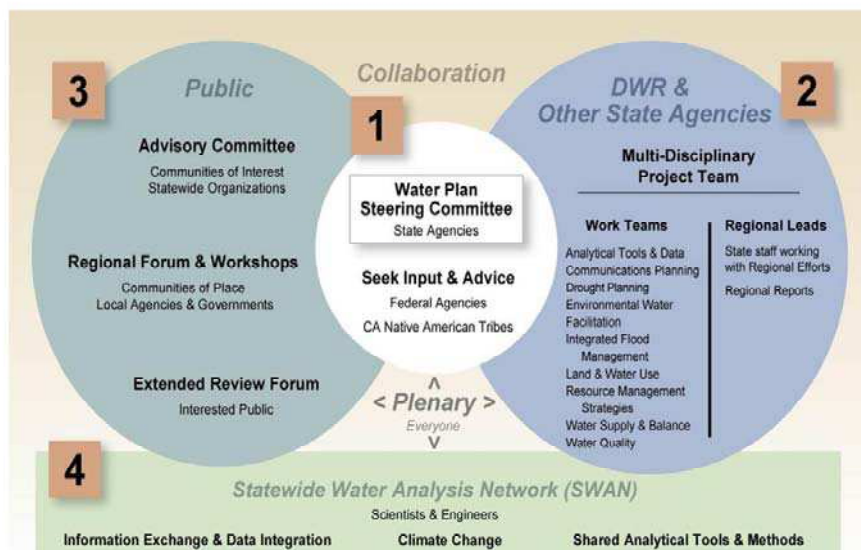 Collaboration
1
Water Plan
Steering Committee
State Agencies
Seek Input & Advice
Federal Agencies
CA Native American Tribes
2
DWR &
Other State Agencies
Multi-Disciplinary
Project Team
Work Teams
Analytical Tools & Data
Communications Planning
Drought Planning
Environmental Water
Facilitation
Integrated Flood
Management
Land & Water Use
Resource Management
Strategies
Water Supply & Balance
Water Quality
Regional Leads
State staff working
with Regional Efforts
Regional Reports
3
Public
Advisory Committee
Communities of Interest
Statewide Organizations
Regional Forum & Workshops
Communities of Place
Local Agencies & Governments
Extended Review Forum
Interested Public
^
< Plenary >
Everyone
v
4
Statewide Water Analysis Network (SWAN)
Scientists & Engineers
Information Exchange & Data Integration
Climate Change
Shared Analytical Tools & Methods